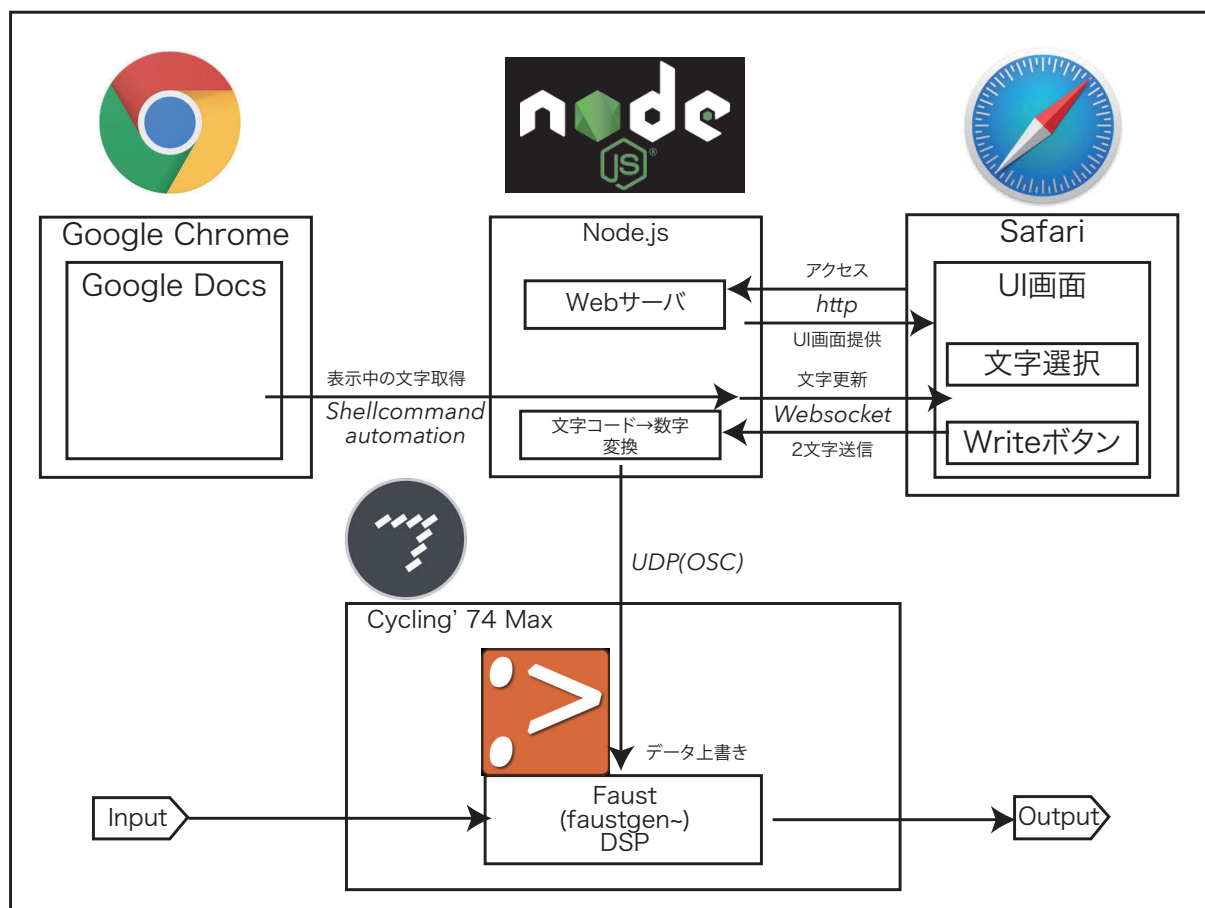 node
JS
Google Chrome
Google Docs
Node.js
Webサーバ
Safari
UI画面
アクセス
http
UI画面提供
文字選択
表示中の文字取得
Shellcommand
automation
文字更新
Websocket
2文字送信
文字コード→数字
変換
Writeボタン
UDP(OSC)
Cycling' 74 Max
データ上書き
Input
Faust
(faustgen~)
DSP
Output